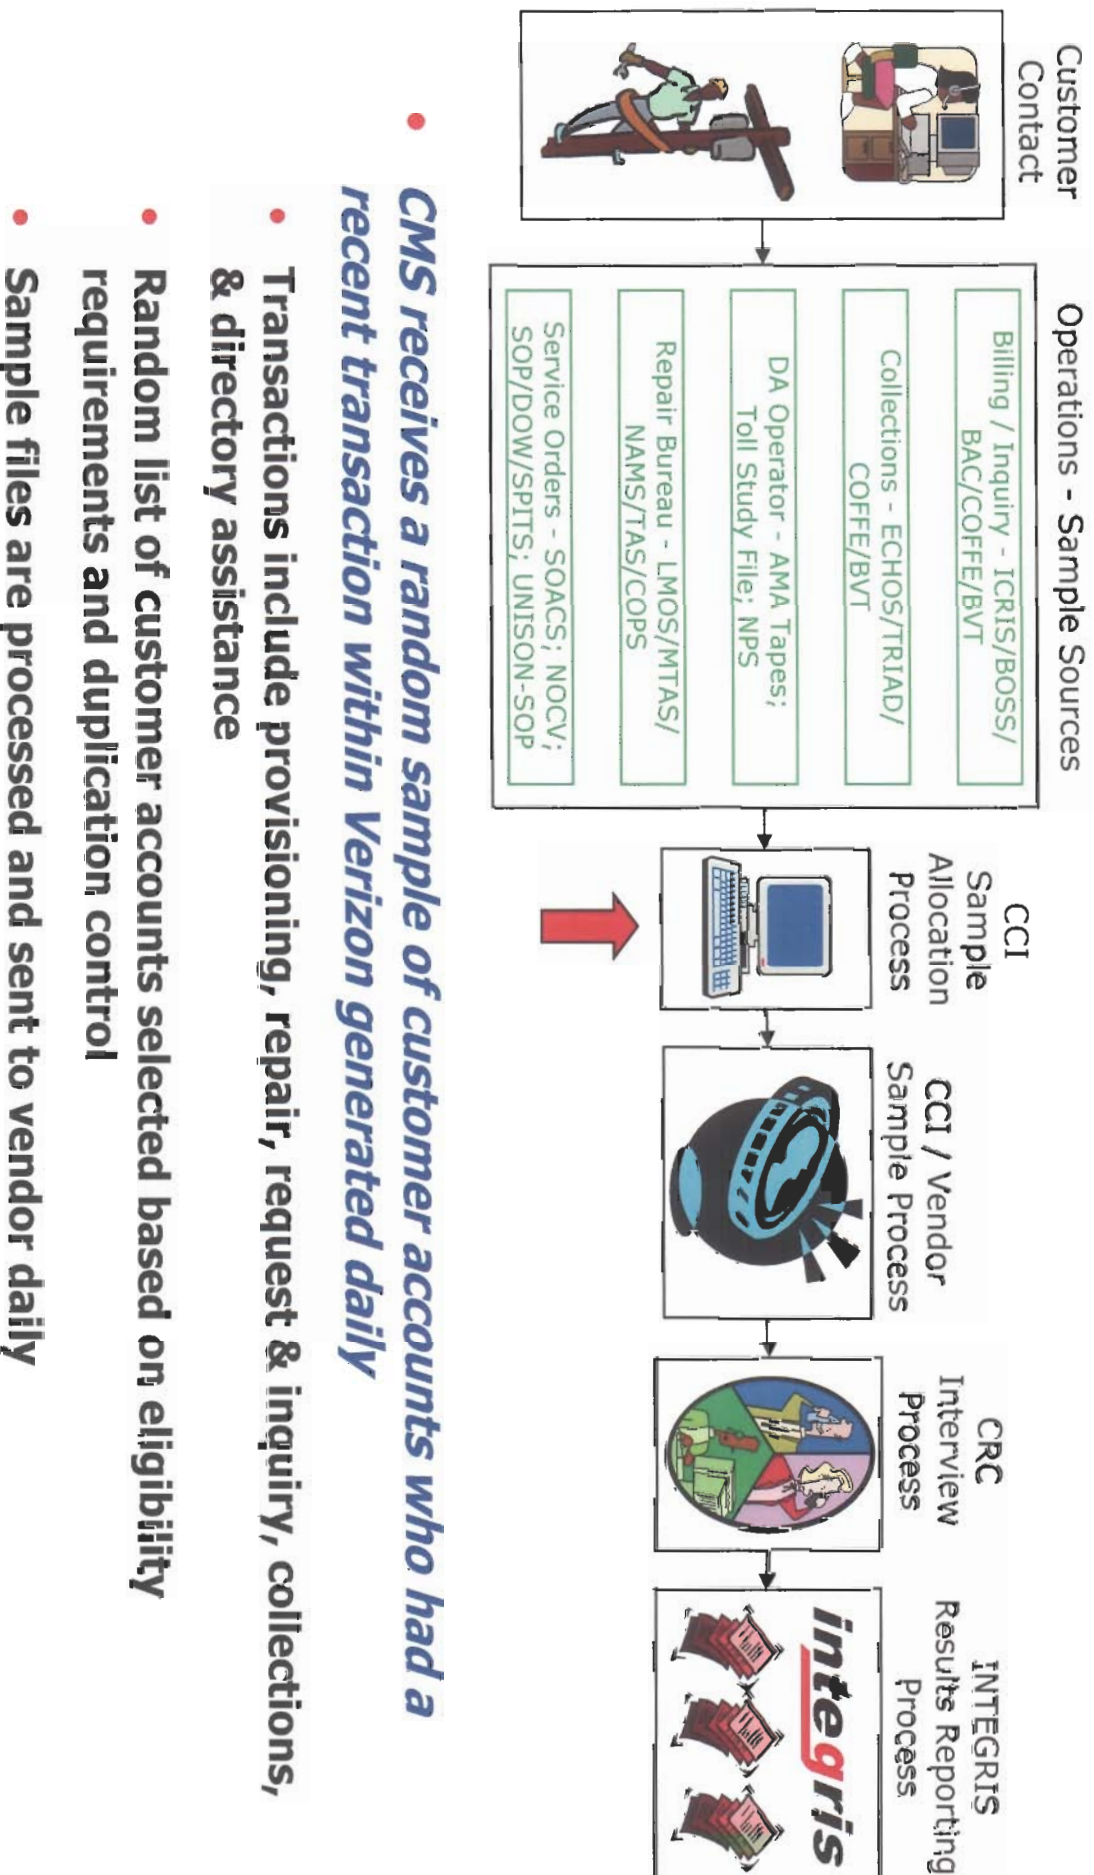 Customer
Contact
Operations - Sample Sources
Billing / Inquiry - ICRIS/BOSS/
BAC/COFFE/BVT
Collections - ECHOS/TRIAD/
COFFE/BVT
DA Operator - AMA Tapes;
Toll Study File; NPS
Repair Bureau - LMOS/MTAS/
NAMS/TAS/COPS
Service Orders - SOACS; NOCV;
SOP/DOW/SPITS; UNISON-SOP
CCI
Sample
Allocation
Process
CCI / Vendor
Sample Process
CRC
Interview
Process
INTEGRIS
Results Reporting
Process
integris
• CMS receives a random sample of customer accounts who had a
recent transaction within Verizon generated daily
• Transactions include provisioning, repair, request & inquiry, collections,
& directory assistance
• Random list of customer accounts selected based on eligibility
requirements and duplication control
• Sample files are processed and sent to vendor daily